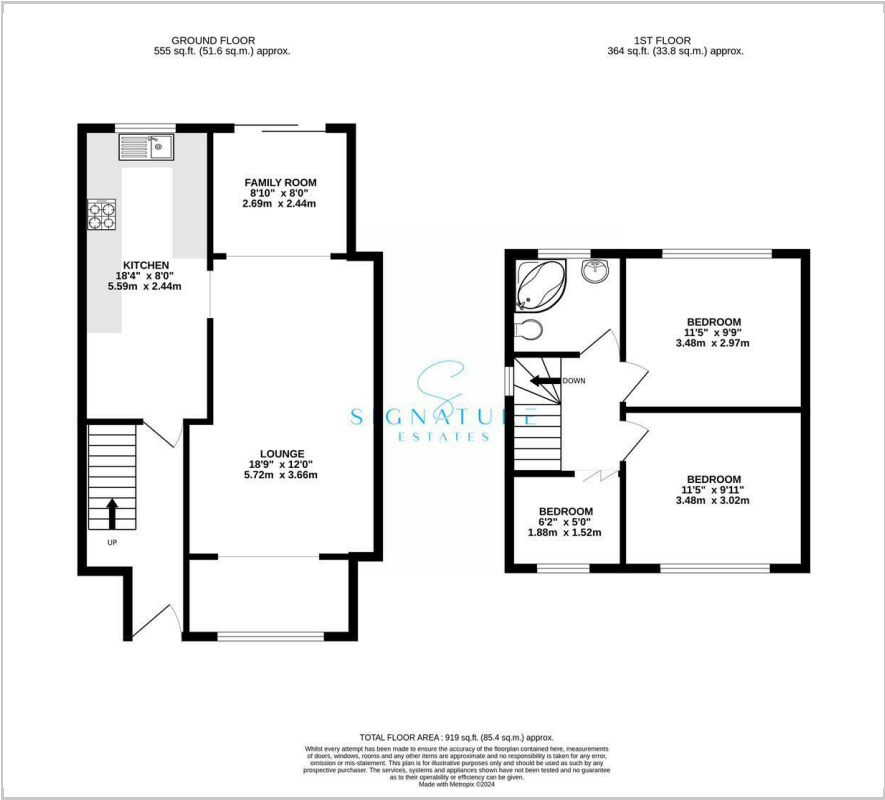 GROUND FLOOR
555 sq.ft. (51.6 sq.m.) approx.
1ST FLOOR
364 sq.ft. (33.8 sq.m.) approx.
FAMILY ROOM
8'10" x 8'0"
2.69m x 2.44m
KITCHEN
18'4" x 8'0"
5.59m x 2.44m
LOUNGE
18'9" x 12'0"
5.72m x 3.66m
UP
SIGNATURE
ESTATES
BEDROOM
11'5" x 9'9"
3.48m x 2.97m
DOWN
BEDROOM
11'5" x 9'11"
3.48m x 3.02m
BEDROOM
6'2" x 5'0"
1.88m x 1.52m
TOTAL FLOOR AREA : 919 sq.ft. (85.4 sq.m.) approx.
Whilst every attempt has been made to ensure the accuracy of the floorplan contained here, measurements
of doors, windows, rooms and any other items are approximate and no responsibility is taken for any error,
omission or mis-statement. This plan is for illustrative purposes only and should be used as such by any
prospective purchaser. The services, systems and appliances shown have not been tested and no guarantee
as to their operability or efficiency can be given.
Made with Metropix ©2024